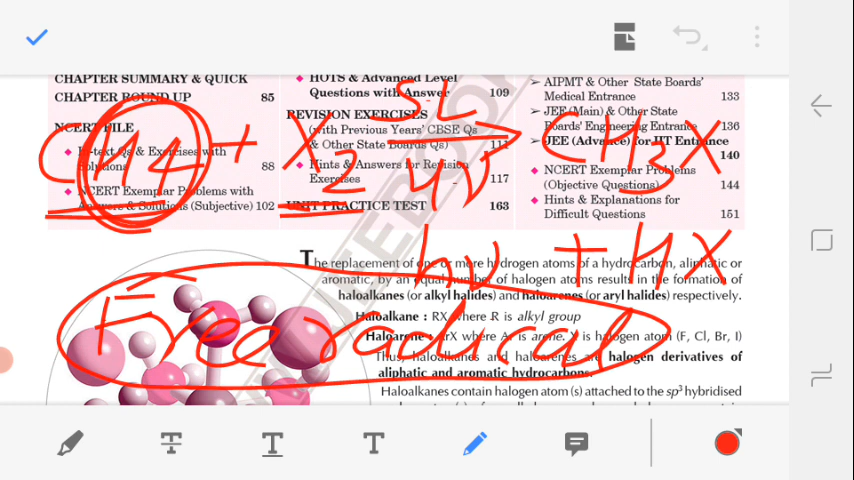 CHAPTER SUMMARY & QUICK
CHAPTER ROUND UP 85
NCERT FILE
In-text Qs & Exercises with
Solutions 88
NCERT Exemplar Problems with
Answers & Solutions (Subjective) 102
HOTS & Advanced Level
Questions with Answer 109
REVISION EXERCISES
(with Previous Years' CBSE Qs
& Other State Boards Qs) 111
Hints & Answers for Revision
Exercises 117
UNIT PRACTICE TEST 163
AIPMT & Other State Boards'
Medical Entrance 133
JEE (Main) & Other State
Boards' Engineering Entrance 136
JEE (Advance) for IIT Entrance
140
NCERT Exemplar Problems
(Objective Questions) 144
Hints & Explanations for
Difficult Questions 151
CH4 + X2 SL UV hν CH3X + HX
Free radical
The replacement of one or more hydrogen atoms of a hydrocarbon, aliphatic or
aromatic, by an equal number of halogen atoms results in the formation of
haloalkanes (or alkyl halides) and haloarenes (or aryl halides) respectively.
Haloalkane : RX where R is alkyl group
Haloarene : ArX where Ar is arene. X is halogen atom (F, Cl, Br, I)
Thus, haloalkanes and haloarenes are halogen derivatives of
aliphatic and aromatic hydrocarbons.
Haloalkanes contain halogen atom (s) attached to the sp3 hybridised